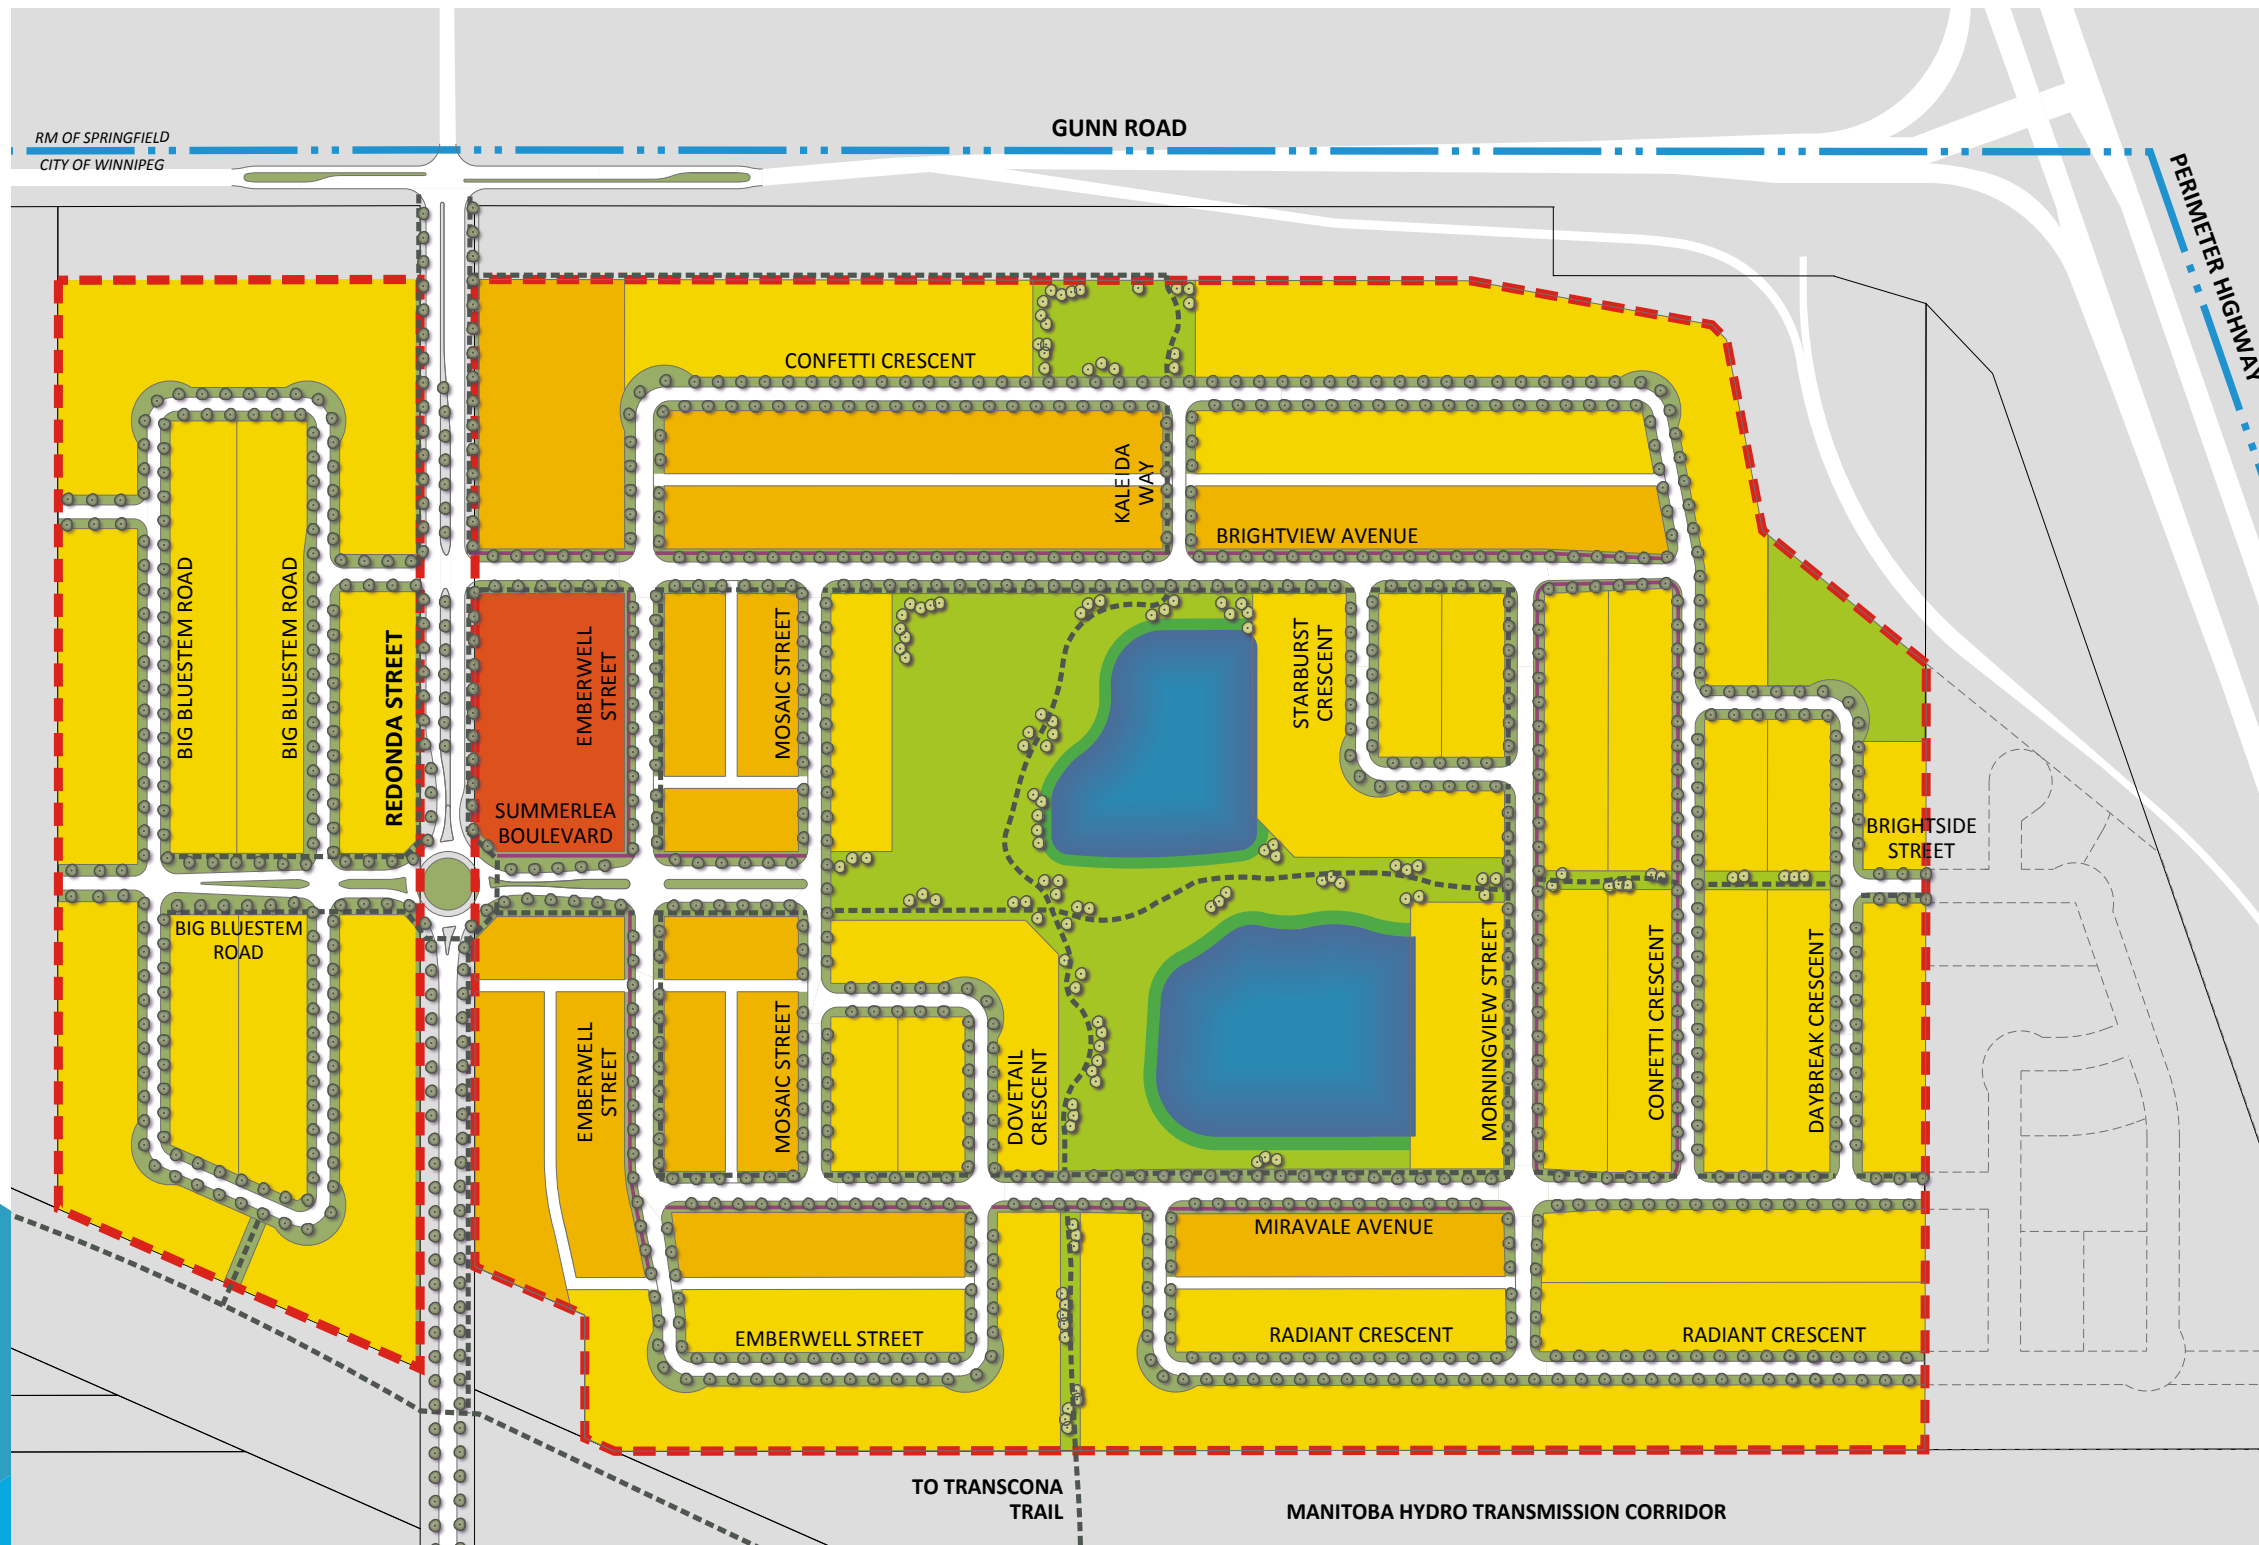 GUNN ROAD
RM OF SPRINGFIELD
CITY OF WINNIPEG
PERIMETER HIGHWAY
CONFETTI CRESCENT
KALEIDA
WAY
BRIGHTVIEW AVENUE
BIG BLUESTEM ROAD
BIG BLUESTEM ROAD
REDONDA STREET
EMBERWELL
STREET
MOSAIC STREET
STARBURST
CRESCENT
SUMMERLEA
BOULEVARD
BRIGHTSIDE
STREET
BIG BLUESTEM
ROAD
EMBERWELL
STREET
MOSAIC STREET
DOVETAIL
CRESCENT
MORNINGVIEW STREET
CONFETTI CRESCENT
DAYBREAK CRESCENT
MIRAVALE AVENUE
EMBERWELL STREET
RADIANT CRESCENT
RADIANT CRESCENT
TO TRANSCONA
TRAIL
MANITOBA HYDRO TRANSMISSION CORRIDOR